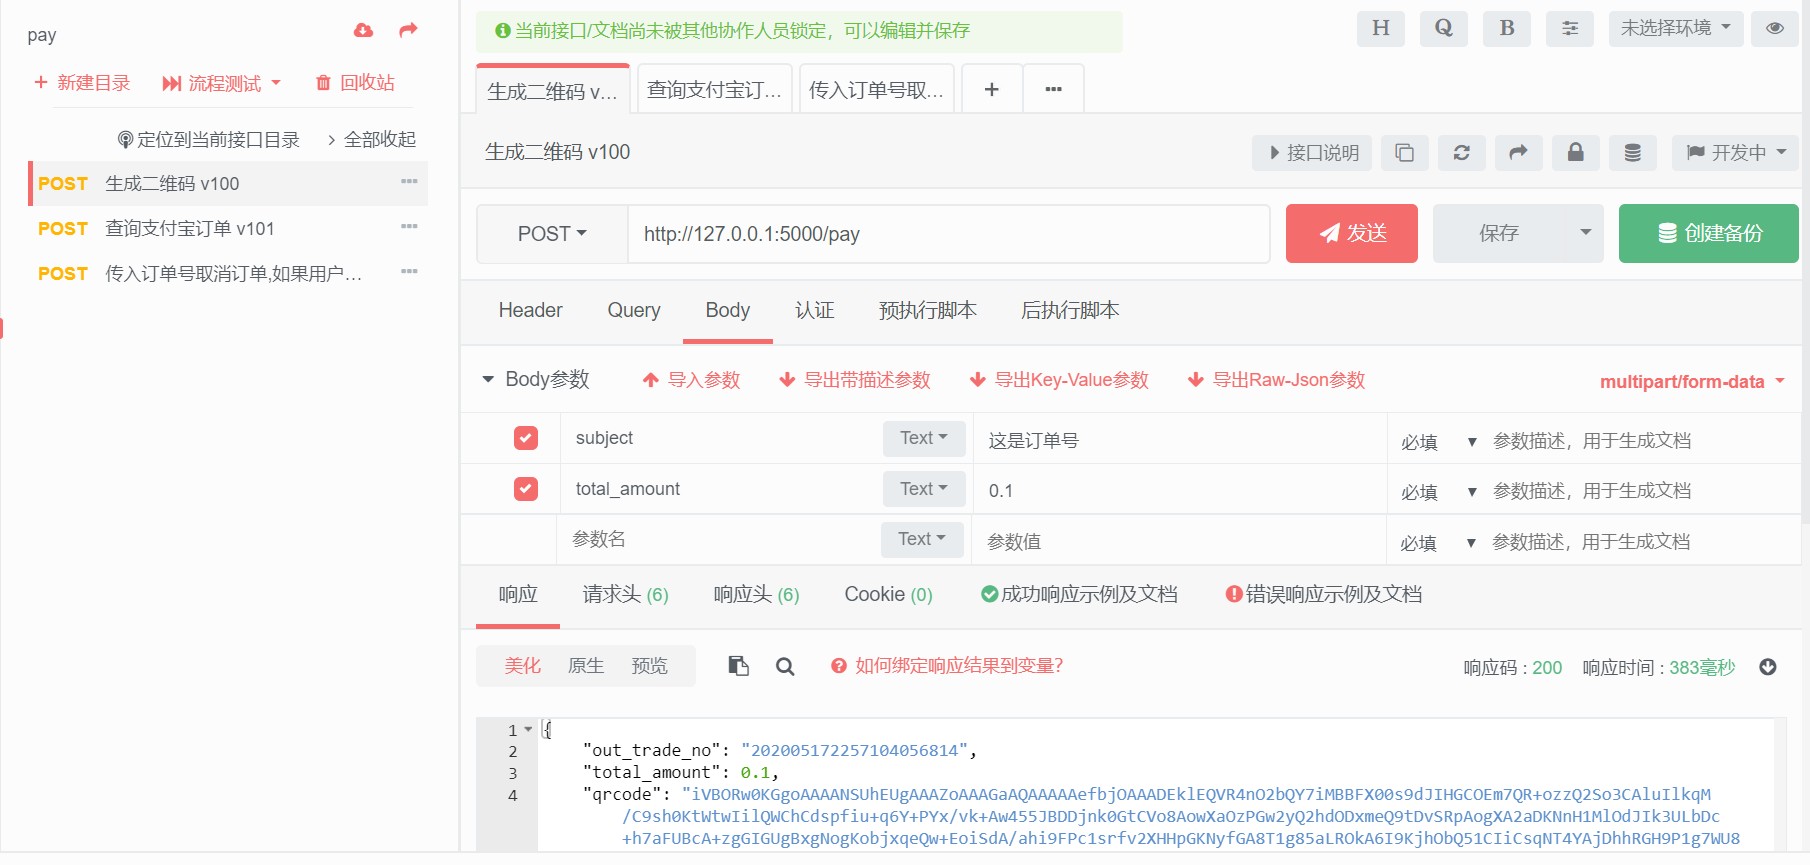 pay
新建目录 流程测试 回收站
定位到当前接口目录 全部收起
POST 生成二维码 v100
POST 查询支付宝订单 v101
POST 传入订单号取消订单,如果用户...
当前接口/文档尚未被其他协作人员锁定，可以编辑并保存
H Q B 未选择环境
生成二维码 v... 查询支付宝订... 传入订单号取... + ...
生成二维码 v100
接口说明 开发中
POST http://127.0.0.1:5000/pay 发送 保存 创建备份
Header Query Body 认证 预执行脚本 后执行脚本
Body参数 导入参数 导出带描述参数 导出Key-Value参数 导出Raw-Json参数 multipart/form-data
subject Text 这是订单号 必填 参数描述，用于生成文档
total_amount Text 0.1 必填 参数描述，用于生成文档
参数名 Text 参数值 必填 参数描述，用于生成文档
响应 请求头 (6) 响应头 (6) Cookie (0) 成功响应示例及文档 错误响应示例及文档
美化 原生 预览 如何绑定响应结果到变量? 响应码 : 200 响应时间 : 383毫秒
1 {
2 "out_trade_no": "202005172257104056814",
3 "total_amount": 0.1,
4 "qrcode": "iVBORw0KGgoAAAANSUhEUgAAAZoAAAGaAQAAAAAefbjOAAADEklEQVR4nO2bQY7iMBBFX00s9dJIHGCOEm7QR+ozzQ2So3CAluIlkqM
/C9sh0KtWtwIilQWChCdspfiu+q6Y+PYx/vk+Aw455JBDDjnk0GtCVo8AowXaOzPGw2yQ2hdODxmeQ9tDvSRpAogXA2aDKNnH1MlOdJIk3ULbDc
+h7aFUBcA+zgGIGUgBxgNogKobjxqeQw+EoiSdA/ahi9FPc1srfv2XHHpGKNyfGA8T1g85aLROkA6I9KjhObQ51CIiCsqNT4YAjDhhRGH9P1g7WU8